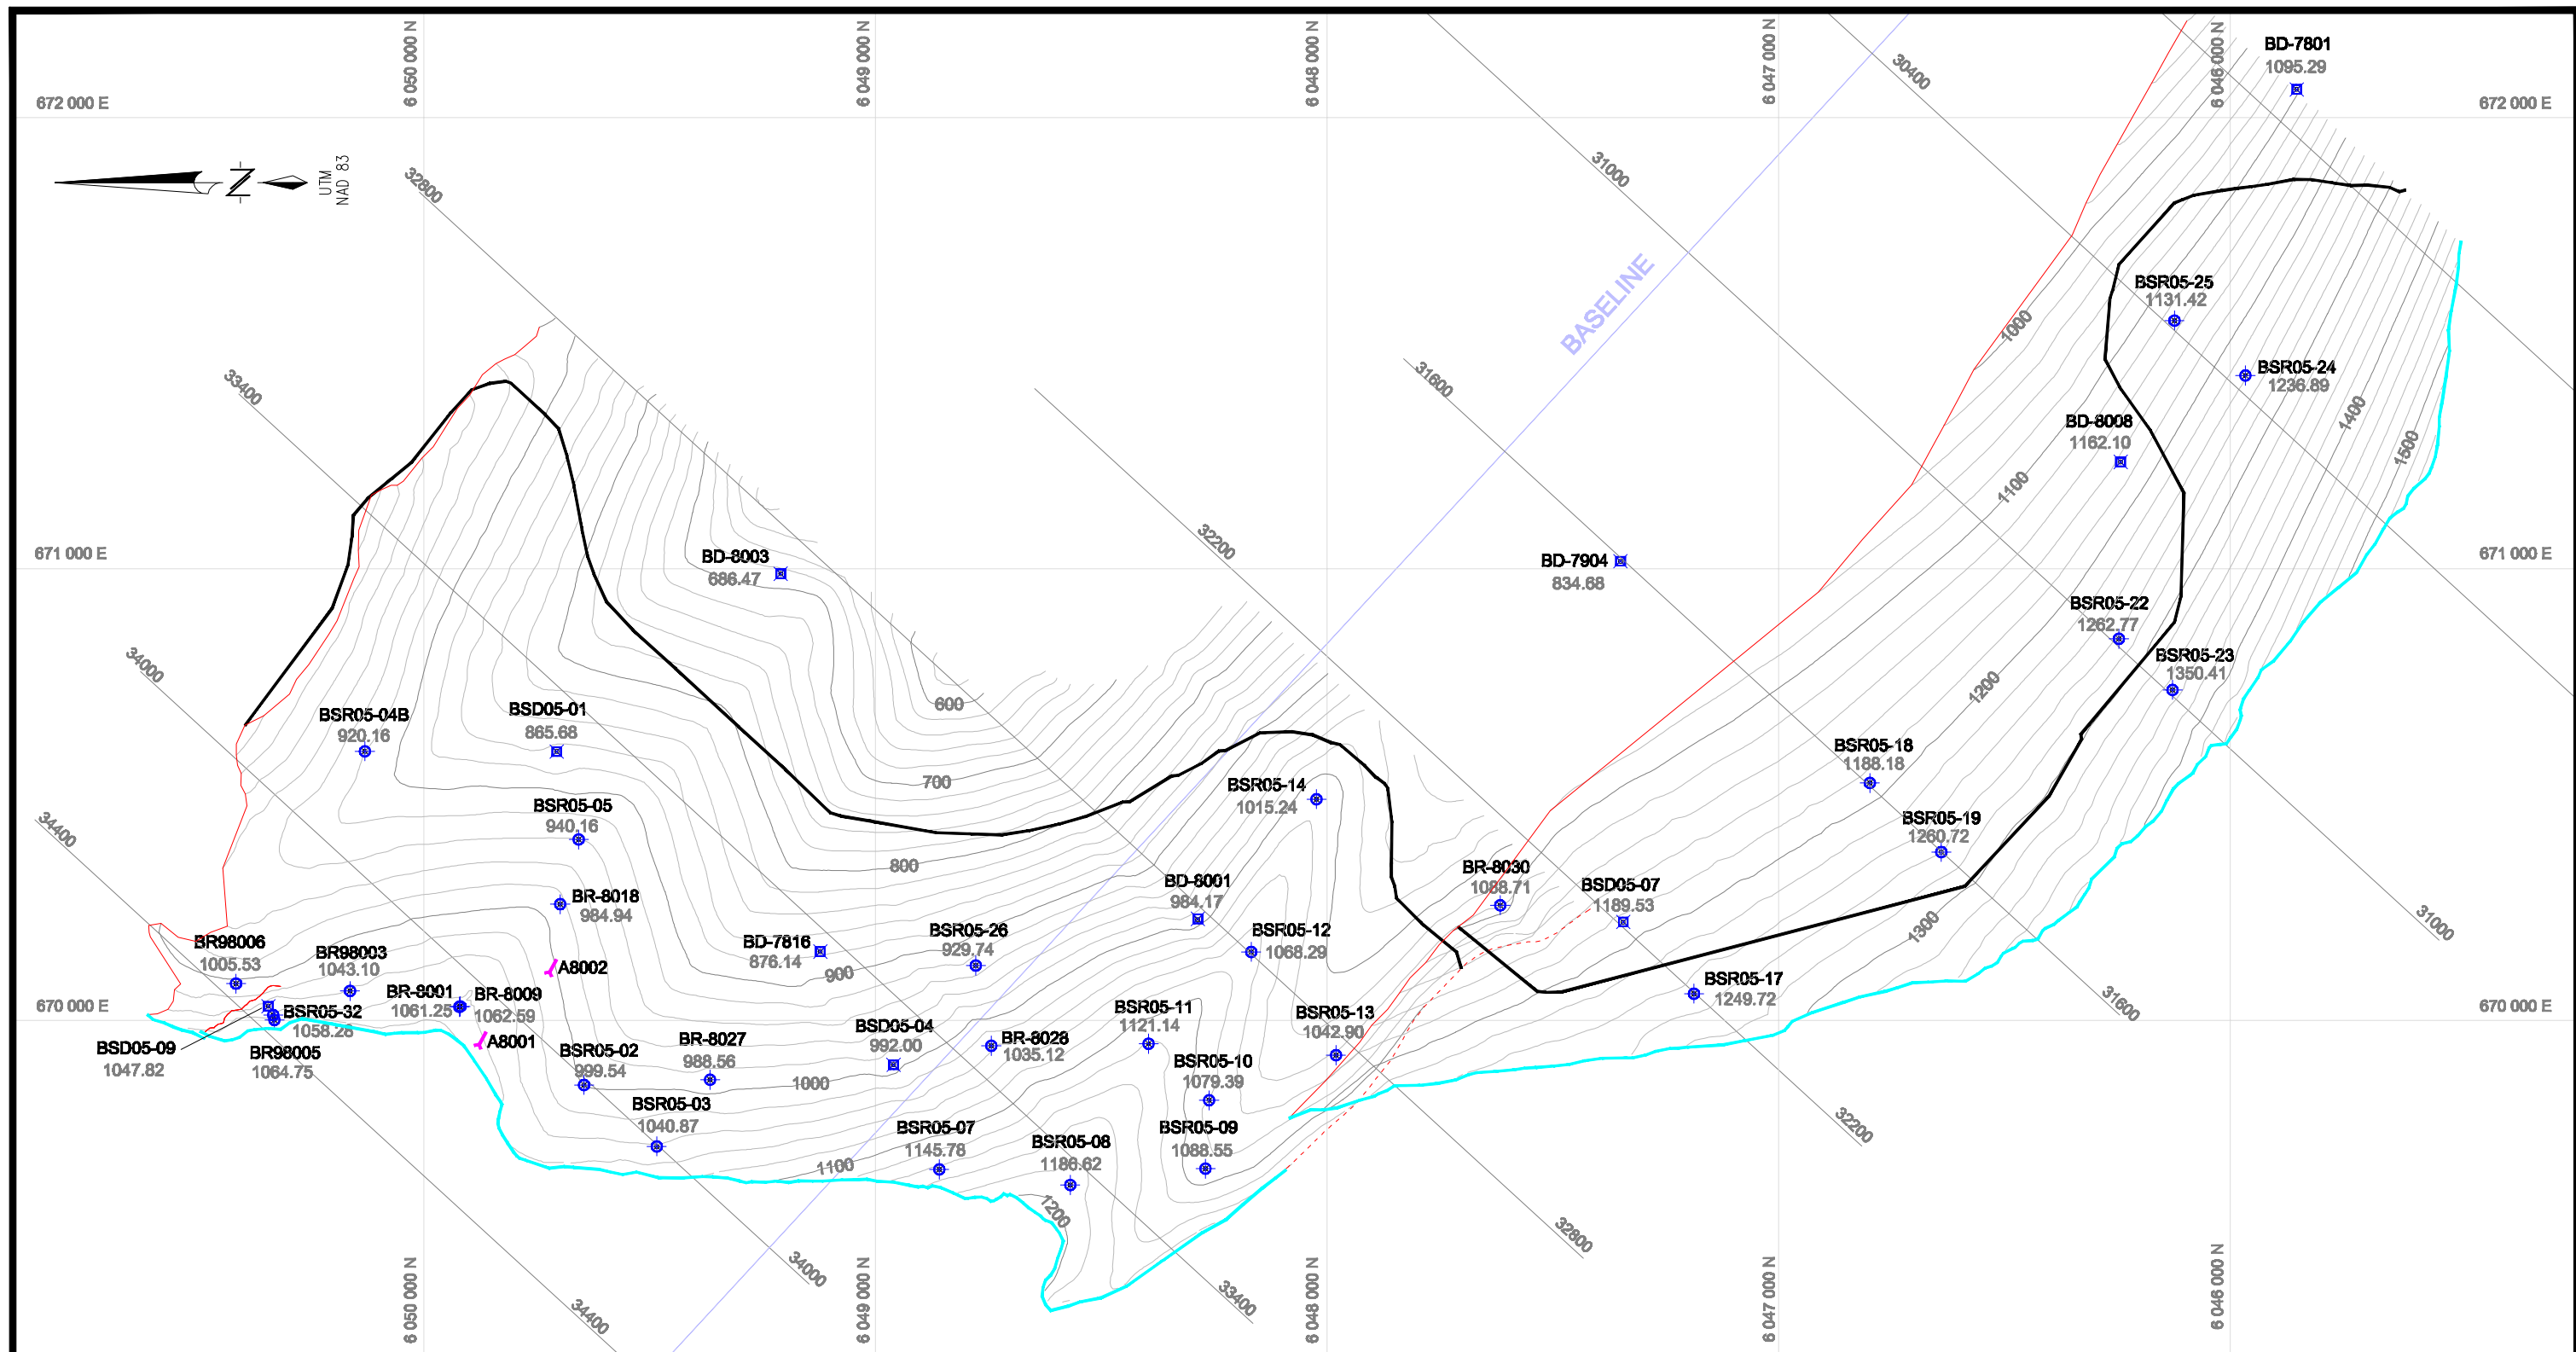 6 050 000 N
6 049 000 N
6 048 000 N
6 047 000 N
6 046 000 N
BD-7801
1095.29
30400
672 000 E
672 000 E
N
UTM
NAD 83
32800
31000
BASELINE
BSR05-25
1131.42
1000
33400
31600
BSR05-24
1236.89
1400
BD-8008
1162.10
1500
1100
32200
671 000 E
671 000 E
BD-8003
686.47
BD-7904
834.68
BSR05-22
1262.77
34000
BSR05-23
1350.41
1200
600
BSR05-04B
920.16
BSD05-01
865.68
BSR05-18
1188.18
700
BSR05-14
1015.24
34400
BSR05-05
940.16
BSR05-19
1260.72
800
BR-8030
1088.71
BD-8001
984.17
BSD05-07
1189.53
BR-8018
984.94
31000
1300
BR98006
1005.53
BR98003
1043.10
BD-7816
876.14
900
BSR05-26
929.74
BSR05-12
1068.29
A8002
BSR05-17
1249.72
BR-8001
1061.25
BR-8009
1062.59
31600
670 000 E
670 000 E
BSR05-32
1058.28
BSR05-11
1121.14
BSR05-13
1042.90
BSD05-09
1047.82
BR98005
1064.75
A8001
BSR05-02
999.54
BR-8027
988.56
1000
BSD05-04
992.00
BR-8028
1035.12
BSR05-10
1079.39
BSR05-03
1040.87
32200
BSR05-07
1145.78
BSR05-08
1186.62
BSR05-09
1088.55
1100
1200
32800
34000
33400
34400
6 050 000 N
6 049 000 N
6 048 000 N
6 047 000 N
6 046 000 N